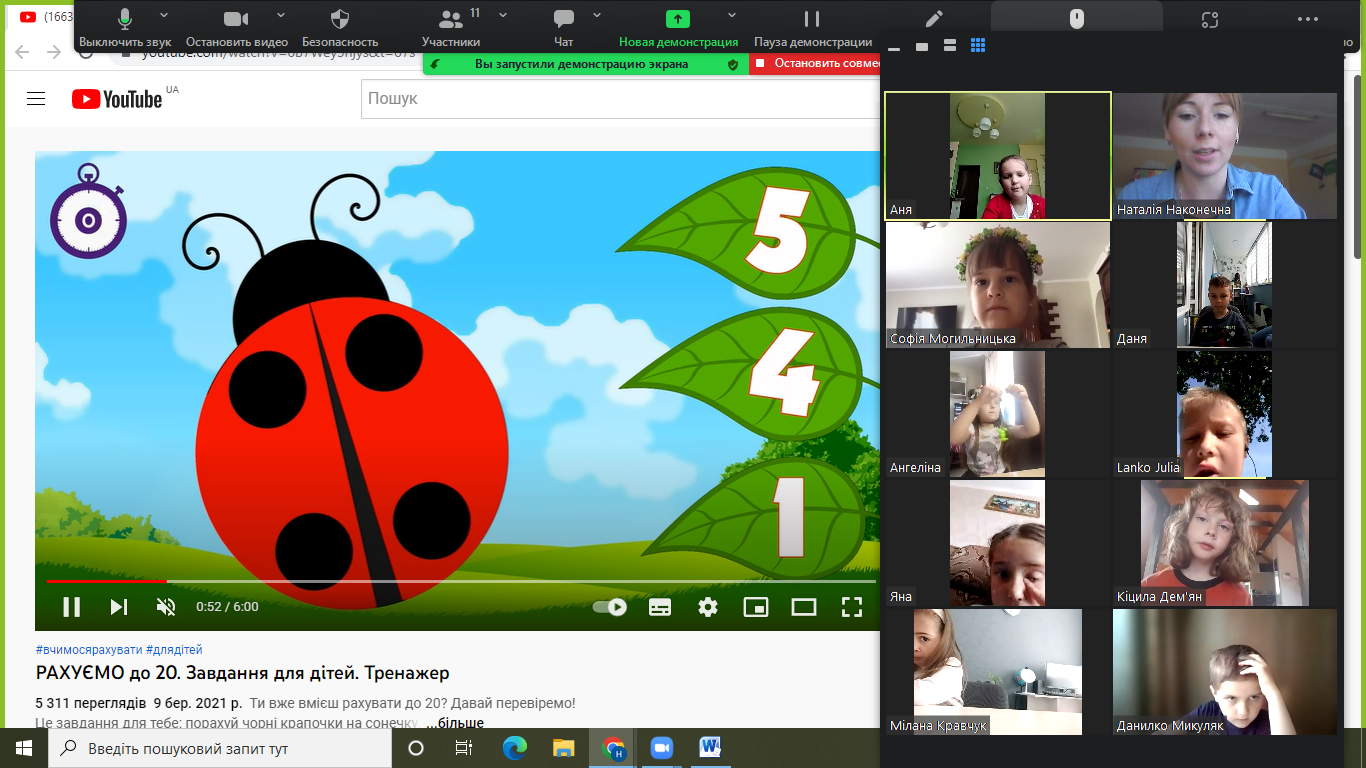 (1663
11
Выключить звук
Остановить видео
Безопасность
Участники
Чат
Новая демонстрация
Пауза демонстрации
Вы запустили демонстрацию экрана
Остановить совме
YouTube UA
Пошук
0
5
4
1
0:52 / 6:00
#вчимосярахувати #длядітей
РАХУЄМО до 20. Завдання для дітей. Тренажер
5 311 переглядів 9 бер. 2021 р. Ти вже вмієш рахувати до 20? Давай перевіремо!
Це завдання для тебе: порахуй чорні крапочки на сонечку ...більше
Аня
Наталія Наконечна
Софія Могильницька
Даня
Ангеліна
Lanko Julia
Яна
Кіцила Дем'ян
Мілана Кравчук
Данилко Микуляк
Введіть пошуковий запит тут